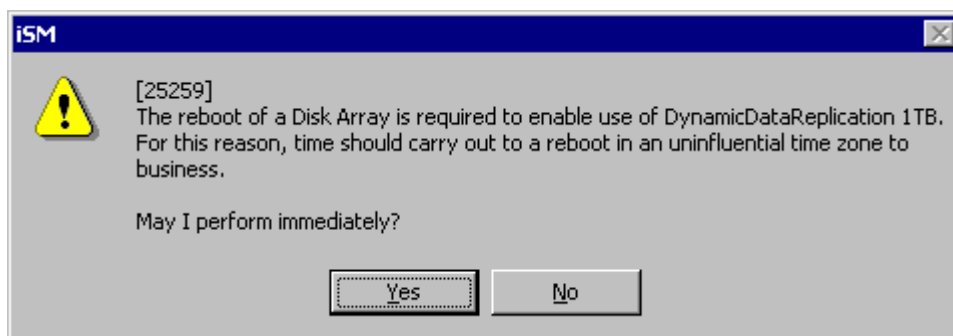 iSM
[25259]
The reboot of a Disk Array is required to enable use of DynamicDataReplication 1TB.
For this reason, time should carry out to a reboot in an uninfluential time zone to
business.
May I perform immediately?
Yes
No